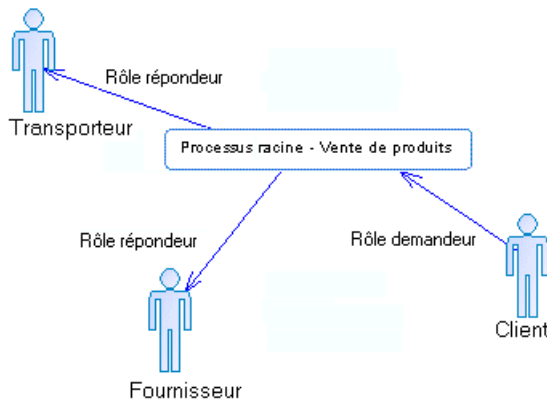 Rôle répondeur
Transporteur
Processus racine - Vente de produits
Rôle répondeur
Rôle demandeur
Client
Fournisseur